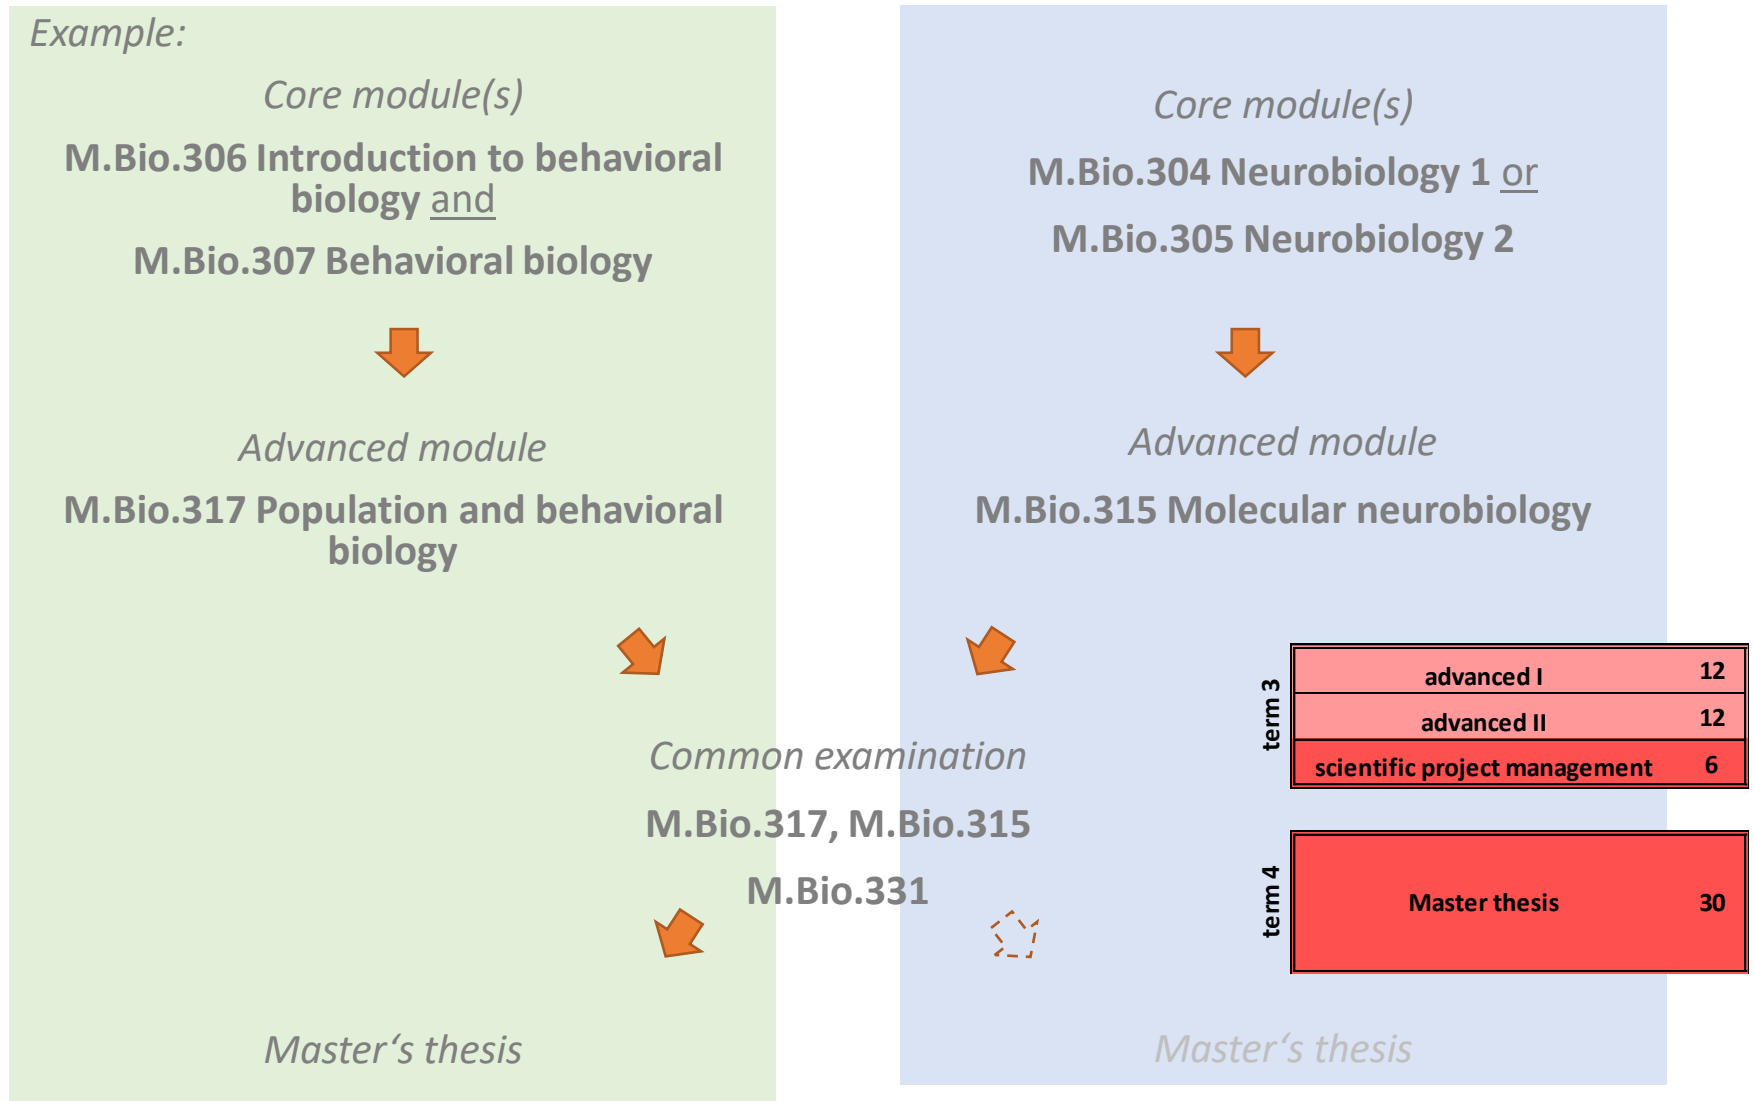 Example:
Core module(s)
M.Bio.306 Introduction to behavioral
biology and
M.Bio.307 Behavioral biology
Advanced module
M.Bio.317 Population and behavioral
biology
Core module(s)
M.Bio.304 Neurobiology 1 or
M.Bio.305 Neurobiology 2
Advanced module
M.Bio.315 Molecular neurobiology
Common examination
M.Bio.317, M.Bio.315
M.Bio.331
Master‘s thesis
Master‘s thesis
term 3
advanced I 12
advanced II 12
scientific project management 6
term 4
Master thesis 30